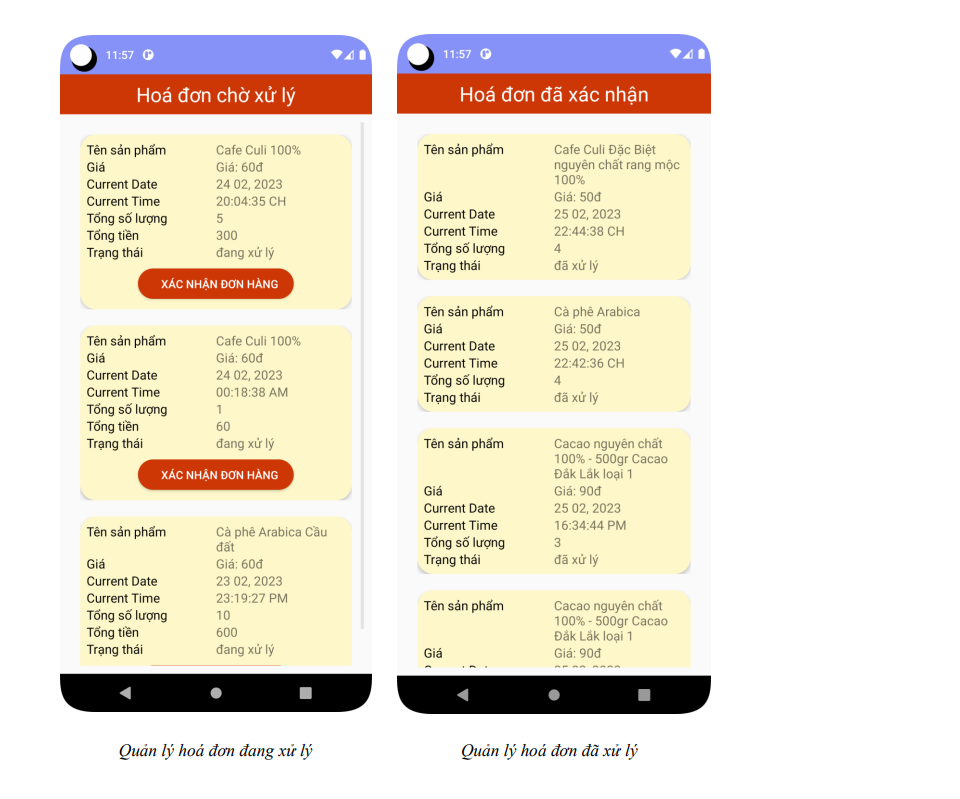 11:57
Hoá đơn chờ xử lý
Tên sản phẩm Cafe Culi 100%
Giá Giá: 60đ
Current Date 24 02, 2023
Current Time 20:04:35 CH
Tổng số lượng 5
Tổng tiền 300
Trạng thái đang xử lý
XÁC NHẬN ĐƠN HÀNG
Tên sản phẩm Cafe Culi 100%
Giá Giá: 60đ
Current Date 24 02, 2023
Current Time 00:18:38 AM
Tổng số lượng 1
Tổng tiền 60
Trạng thái đang xử lý
XÁC NHẬN ĐƠN HÀNG
Tên sản phẩm Cà phê Arabica Cầu
đất
Giá Giá: 60đ
Current Date 23 02, 2023
Current Time 23:19:27 PM
Tổng số lượng 10
Tổng tiền 600
Trạng thái đang xử lý
Quản lý hoá đơn đang xử lý
11:57
Hoá đơn đã xác nhận
Tên sản phẩm Cafe Culi Đặc Biệt
nguyên chất rang mộc
100%
Giá Giá: 50đ
Current Date 25 02, 2023
Current Time 22:44:38 CH
Tổng số lượng 4
Trạng thái đã xử lý
Tên sản phẩm Cà phê Arabica
Giá Giá: 50đ
Current Date 25 02, 2023
Current Time 22:42:36 CH
Tổng số lượng 4
Trạng thái đã xử lý
Tên sản phẩm Cacao nguyên chất
100% - 500gr Cacao
Đắk Lắk loại 1
Giá Giá: 90đ
Current Date 25 02, 2023
Current Time 16:34:44 PM
Tổng số lượng 3
Trạng thái đã xử lý
Tên sản phẩm Cacao nguyên chất
100% - 500gr Cacao
Đắk Lắk loại 1
Giá Giá: 90đ
Quản lý hoá đơn đã xử lý